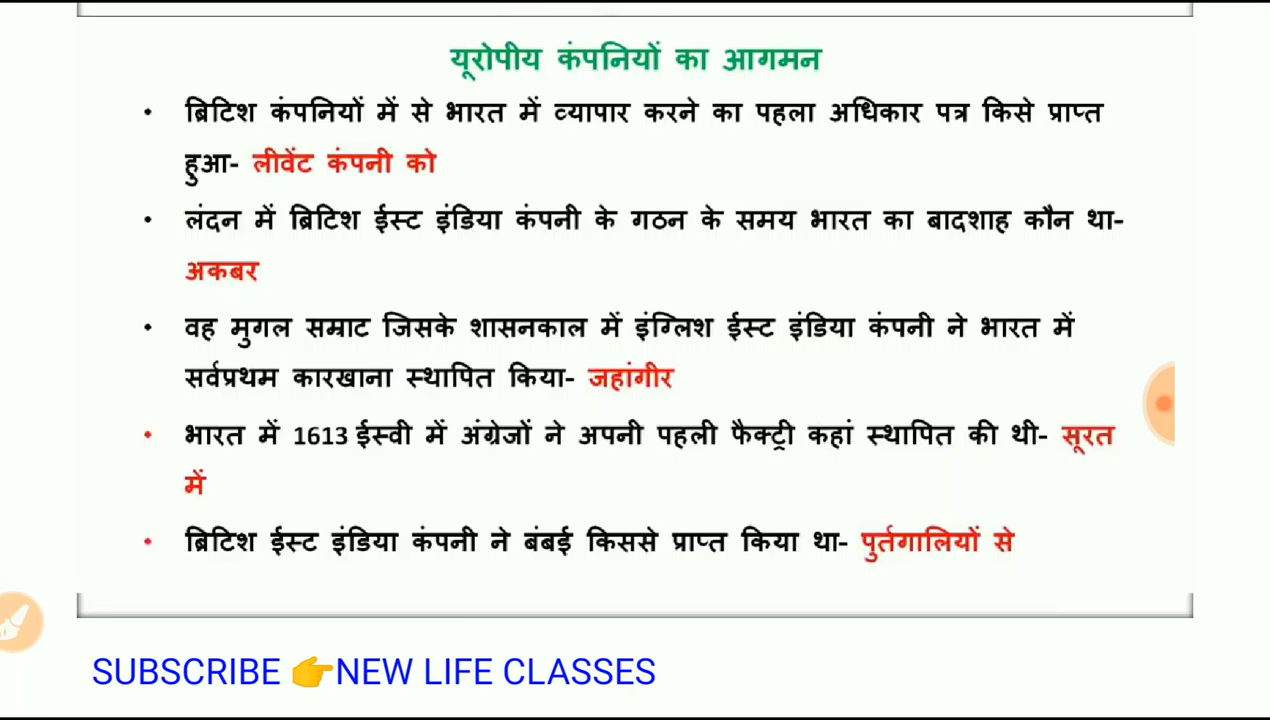 यूरोपीय कंपनियों का आगमन
• ब्रिटिश कंपनियों में से भारत में व्यापार करने का पहला अधिकार पत्र किसे प्राप्त
हुआ- लीवेंट कंपनी को
• लंदन में ब्रिटिश ईस्ट इंडिया कंपनी के गठन के समय भारत का बादशाह कौन था-
अकबर
• वह मुगल सम्राट जिसके शासनकाल में इंग्लिश ईस्ट इंडिया कंपनी ने भारत में
सर्वप्रथम कारखाना स्थापित किया- जहांगीर
• भारत में 1613 ईस्वी में अंग्रेजों ने अपनी पहली फैक्ट्री कहां स्थापित की थी- सूरत
में
• ब्रिटिश ईस्ट इंडिया कंपनी ने बंबई किससे प्राप्त किया था- पुर्तगालियों से
SUBSCRIBE 👉NEW LIFE CLASSES